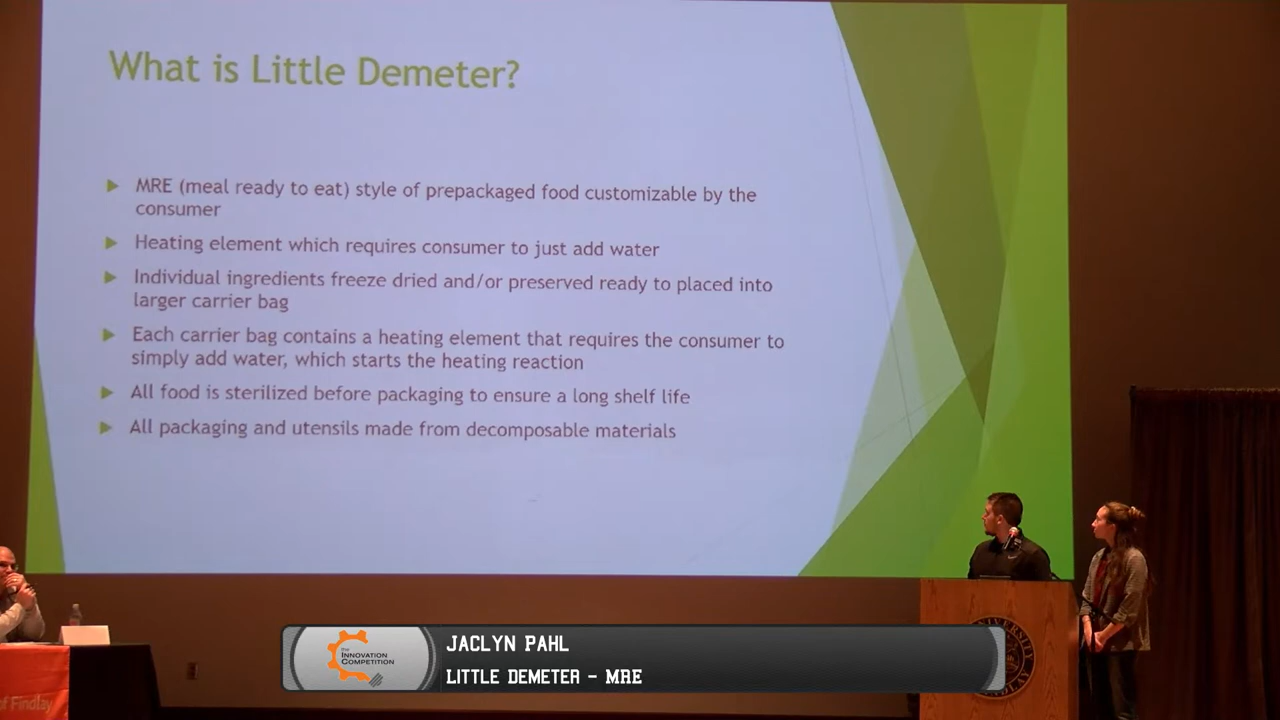 What is Little Demeter?
MRE (meal ready to eat) style of prepackaged food customizable by the
consumer
Heating element which requires consumer to just add water
Individual ingredients freeze dried and/or preserved ready to placed into
larger carrier bag
Each carrier bag contains a heating element that requires the consumer to
simply add water, which starts the heating reaction
All food is sterilized before packaging to ensure a long shelf life
All packaging and utensils made from decomposable materials
of Findlay
The
INNOVATION
COMPETITION
JACLYN PAHL
LITTLE DEMETER - MRE